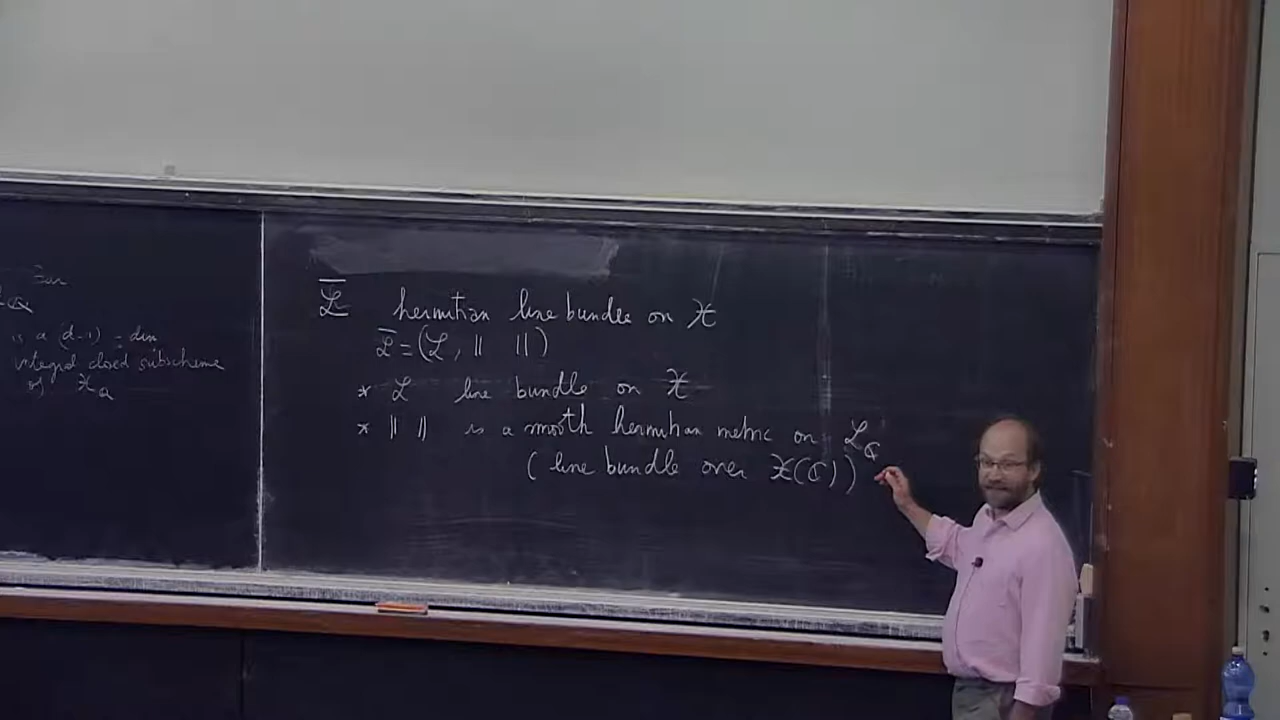 is a (d-1)-dim
integral closed subscheme
of 𝒳_ℚ
ℒ̅ hermitian line bundle on 𝒳
ℒ̅ = (ℒ, || ||)
* ℒ line bundle on 𝒳
* || || is a smooth hermitian metric on ℒ_ℂ
(line bundle over 𝒳(ℂ))